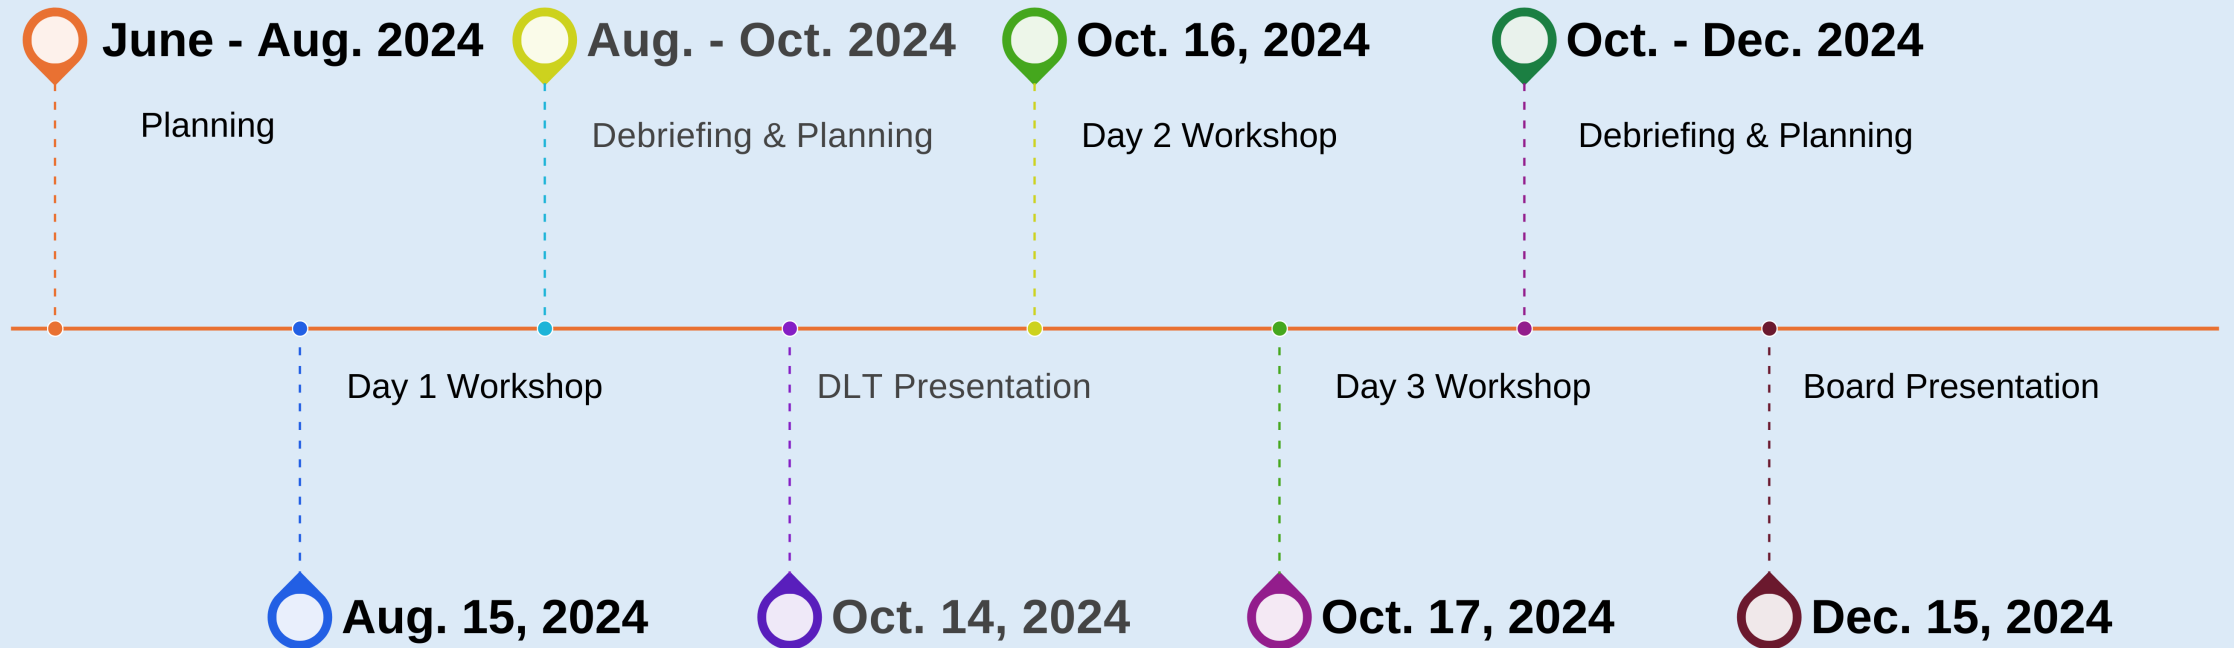 June - Aug. 2024
Planning
Aug. - Oct. 2024
Debriefing & Planning
Oct. 16, 2024
Day 2 Workshop
Oct. - Dec. 2024
Debriefing & Planning
Day 1 Workshop
Aug. 15, 2024
DLT Presentation
Oct. 14, 2024
Day 3 Workshop
Oct. 17, 2024
Board Presentation
Dec. 15, 2024